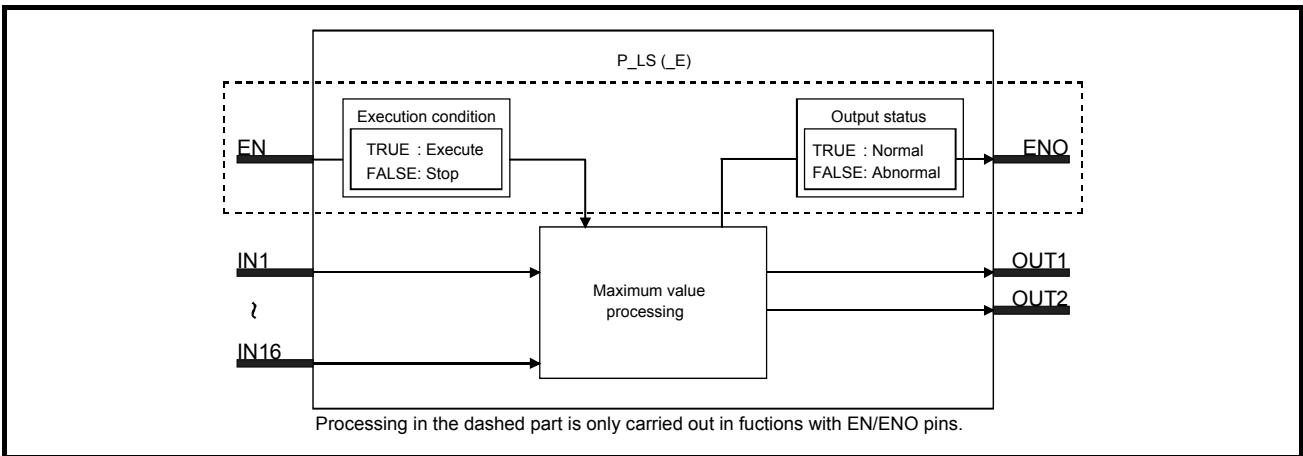 P_LS (_E)
Execution condition
Output status
EN
TRUE : Execute
FALSE: Stop
TRUE : Normal
FALSE: Abnormal
ENO
IN1
~
IN16
Maximum value
processing
OUT1
OUT2
Processing in the dashed part is only carried out in fuctions with EN/ENO pins.